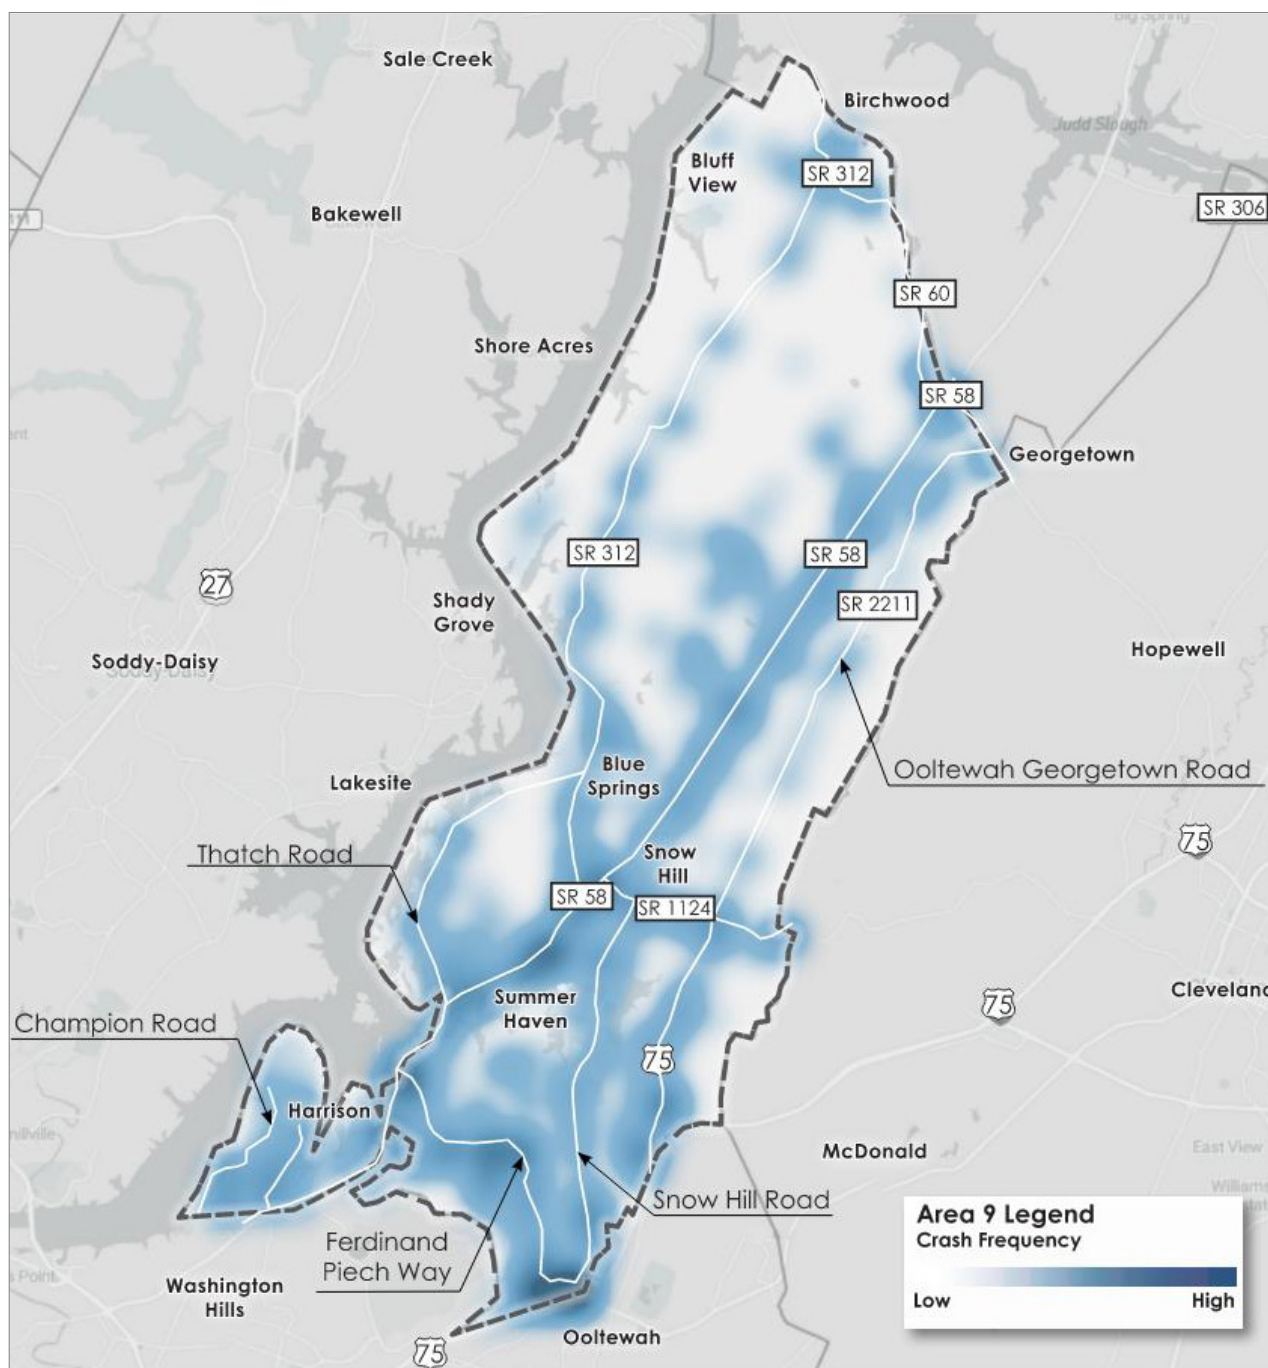 Big Spring
Sale Creek
Birchwood
Judd Slough
Bluff
View
SR 312
SR 306
Bakewell
Bakewell
SR 60
Shore Acres
SR 58
Georgetown
SR 312
SR 58
27
SR 2211
Shady
Grove
Hopewell
Soddy-Daisy
Soddy-Daisy
Blue
Springs
Ooltewah Georgetown Road
Lakesite
75
Thatch Road
Snow
Hill
SR 58
SR 1124
Cleveland
Summer
Haven
75
Champion Road
75
Harrison
East View
McDonald
Snow Hill Road
Ferdinand
Piech Way
Area 9 Legend
Crash Frequency
Low
High
Washington
Hills
Ooltewah
75